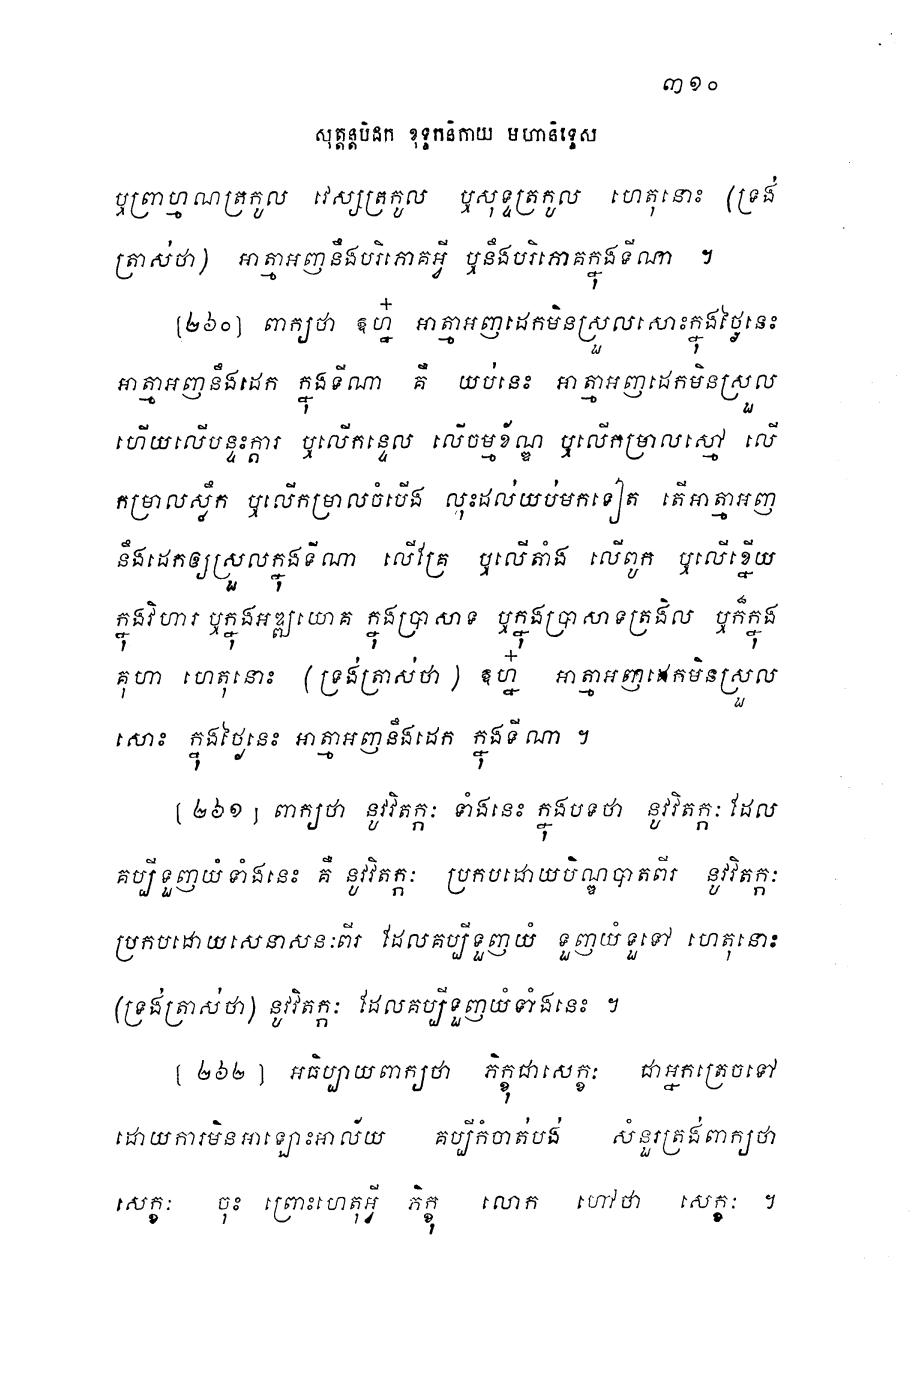 ៣១០
សុត្តន្តបិដក ខុទ្ទកនិកាយ មហានិទ្ទេស
ឬព្រាហ្មណត្រកូល វេស្សត្រកូល ឬសុទ្ទត្រកូល ហេតុនោះ (ទ្រង់
ត្រាស់ថា) អាត្មាអញនឹងបរិភោគអ្វី ឬនឹងបរិភោគក្នុងទីណា ។
[២៦០] ពាក្យថា ឱហ្ន៎ អាត្មាអញដេកមិនស្រួលសោះក្នុងថ្ងៃនេះ
អាត្មាអញនឹងដេក ក្នុងទីណា គឺ យប់នេះ អាត្មាអញដេកមិនស្រួល
ហើយលើបន្ទះក្តារ ឬលើកន្ទេល លើចម្មខ័ណ្ឌ ឬលើកម្រាលស្មៅ លើ
កម្រាលស្លឹក ឬលើកម្រាលចំបើង លុះដល់យប់មកទៀត តើអាត្មាអញ
នឹងដេកឲ្យស្រួលក្នុងទីណា លើគ្រែ ឬលើតាំង លើពូក ឬលើខ្នើយ
ក្នុងវិហារ ឬក្នុងអឌ្ឍយោគ ក្នុងប្រាសាទ ឬក្នុងប្រាសាទត្រងិល ឬក៏ក្នុង
គុហា ហេតុនោះ (ទ្រង់ត្រាស់ថា) ឱហ្ន៎ អាត្មាអញដេកមិនស្រួល
សោះ ក្នុងថ្ងៃនេះ អាត្មាអញនឹងដេក ក្នុងទីណា ។
[២៦១] ពាក្យថា នូវវិតក្កៈ ទាំងនេះ ក្នុងបទថា នូវវិតក្កៈ ដែល
គប្បីទួញយំទាំងនេះ គឺ នូវវិតក្កៈ ប្រកបដោយបិណ្ឌបាតពីរ នូវវិតក្កៈ
ប្រកបដោយសេនាសនៈពីរ ដែលគប្បីទួញយំ ទួញយំទួទៅ ហេតុនោះ
(ទ្រង់ត្រាស់ថា) នូវវិតក្កៈ ដែលគប្បីទួញយំទាំងនេះ ។
[២៦២] អធិប្បាយពាក្យថា ភិក្ខុជាសេក្ខៈ ជាអ្នកត្រេចទៅ
ដោយការមិនអាឡោះអាល័យ គប្បីកំចាត់បង់ សំនួរត្រង់ពាក្យថា
សេក្ខៈ ចុះ ព្រោះហេតុអ្វី ភិក្ខុ លោក ហៅថា សេក្ខៈ ។